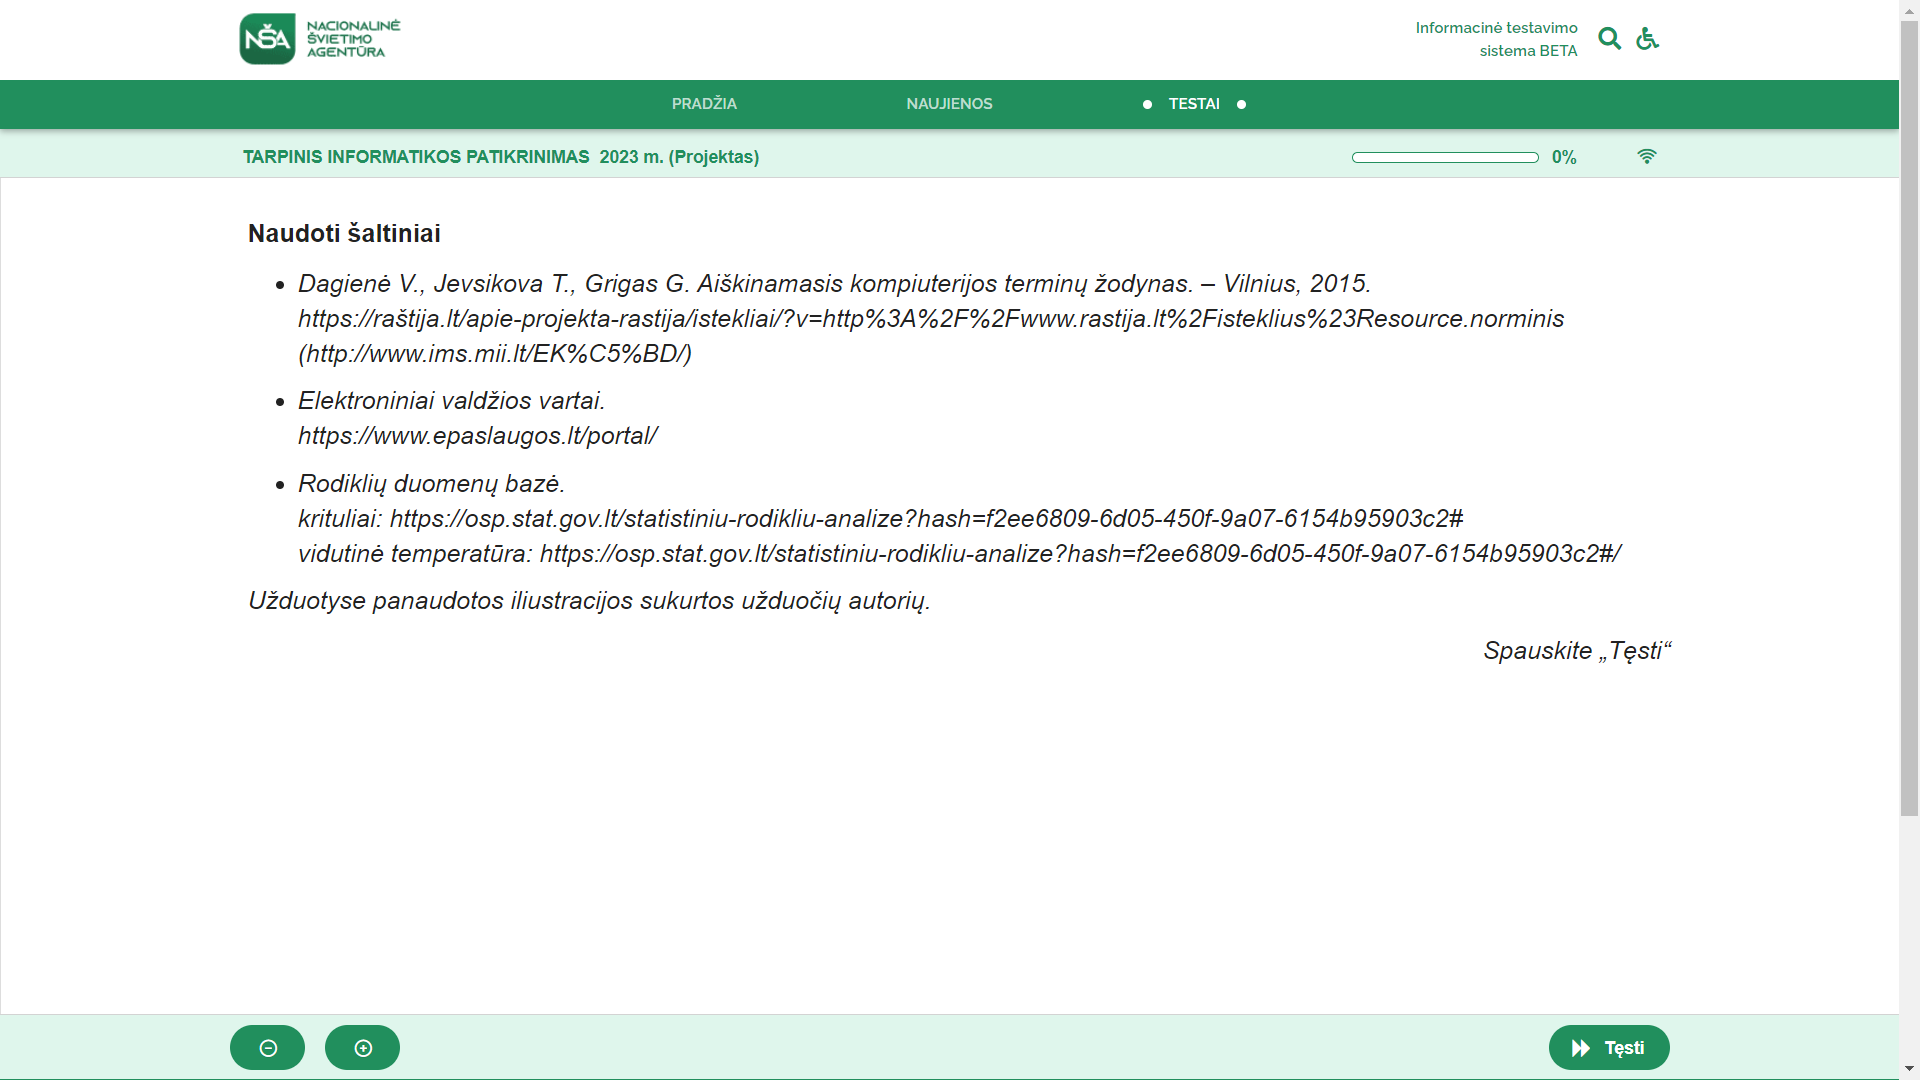 NŠA NACIONALINĖ
ŠVIETIMO
AGENTŪRA
Informacinė testavimo
sistema BETA
PRADŽIA NAUJIENOS TESTAI
TARPINIS INFORMATIKOS PATIKRINIMAS 2023 m. (Projektas) 0%
Naudoti šaltiniai
• Dagienė V., Jevsikova T., Grigas G. Aiškinamasis kompiuterijos terminų žodynas. – Vilnius, 2015.
https://raštija.lt/apie-projekta-rastija/istekliai/?v=http%3A%2F%2Fwww.rastija.lt%2Fisteklius%23Resource.norminis
(http://www.ims.mii.lt/EK%C5%BD/)
• Elektroniniai valdžios vartai.
https://www.epaslaugos.lt/portal/
• Rodiklių duomenų bazė.
krituliai: https://osp.stat.gov.lt/statistiniu-rodikliu-analize?hash=f2ee6809-6d05-450f-9a07-6154b95903c2#
vidutinė temperatūra: https://osp.stat.gov.lt/statistiniu-rodikliu-analize?hash=f2ee6809-6d05-450f-9a07-6154b95903c2#/
Užduotyse panaudotos iliustracijos sukurtos užduočių autorių.
Spauskite „Tęsti“
Tęsti